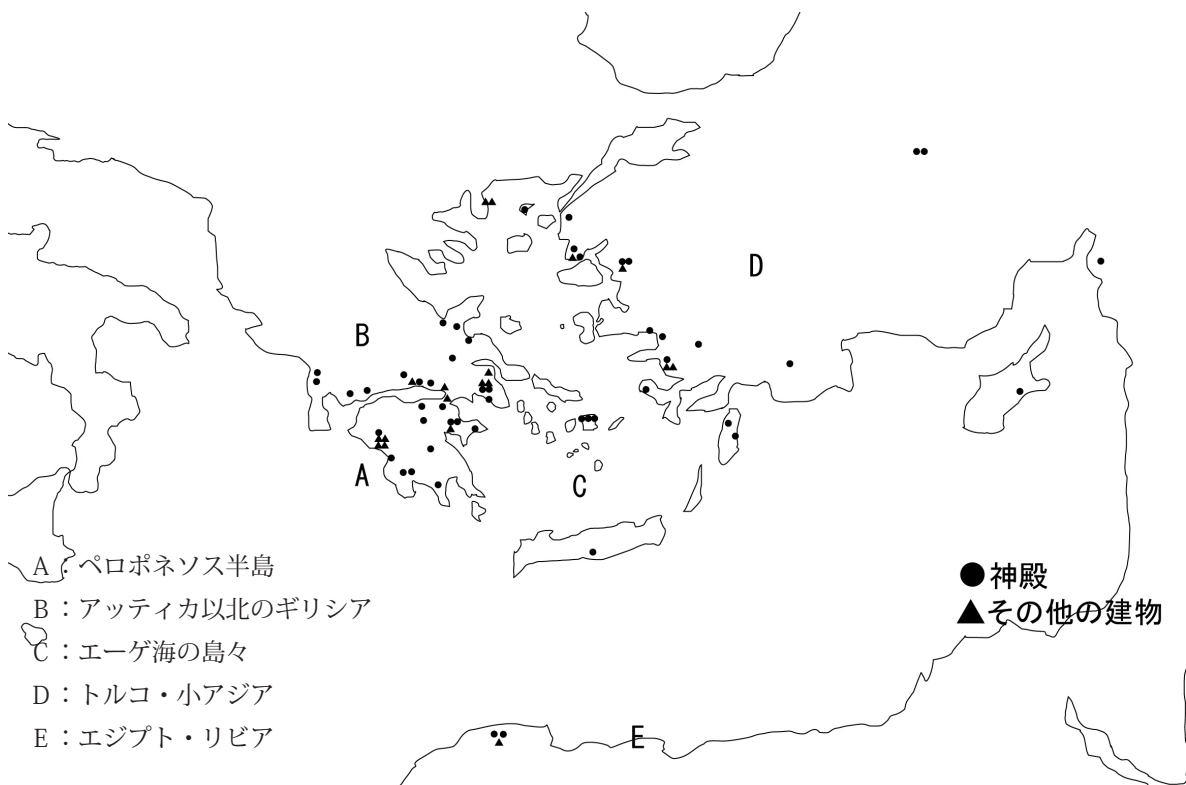 D
B
A
C
A：ペロポネソス半島
B：アッティカ以北のギリシア
C：エーゲ海の島々
D：トルコ・小アジア
E：エジプト・リビア
●神殿
▲その他の建物
E